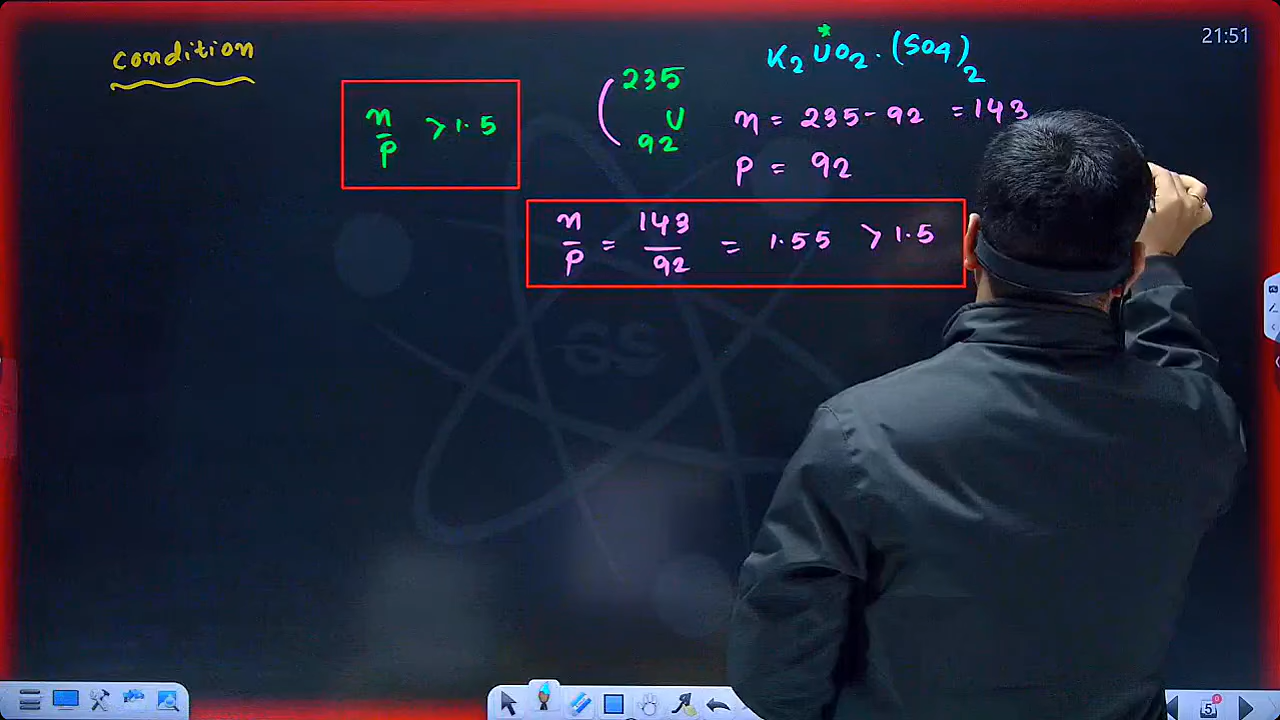 condition
K2 UO2 . (SO4)2
*
21:51
n/p > 1.5
235
U
92
n = 235 - 92 = 143
p = 92
n/p = 143/92 = 1.55 > 1.5
GS
5